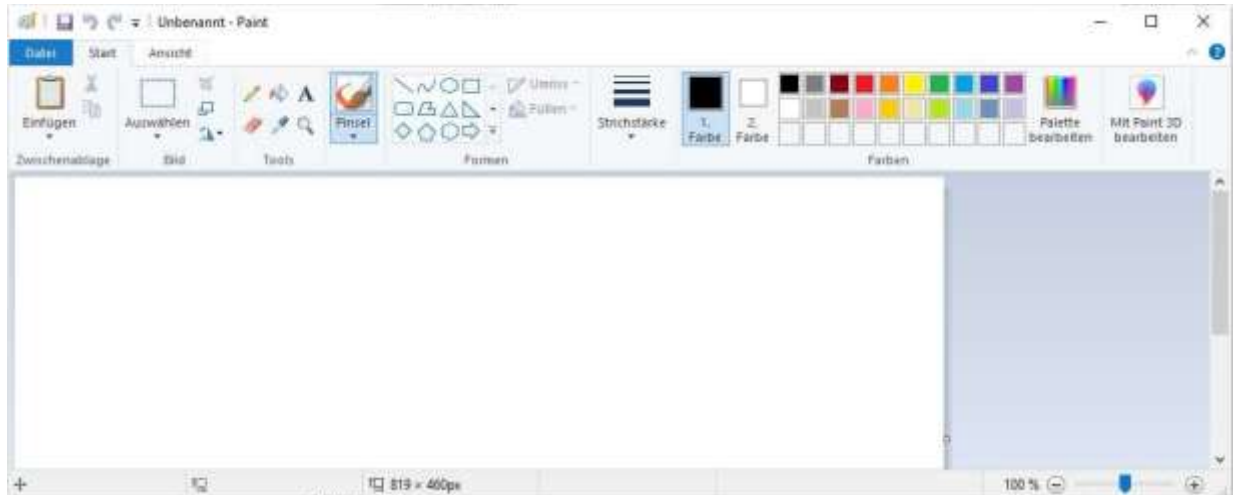 Unbenannt - Paint
Datei Start Ansicht
Einfügen
Auswählen
A
Pinsel
Umriss
Füllen
Strichstärke
1.
Farbe
2.
Farbe
Palette
bearbeiten
Mit Paint 3D
bearbeiten
Zwischenablage Bild Tools Formen Farben
819 × 460px 100 %